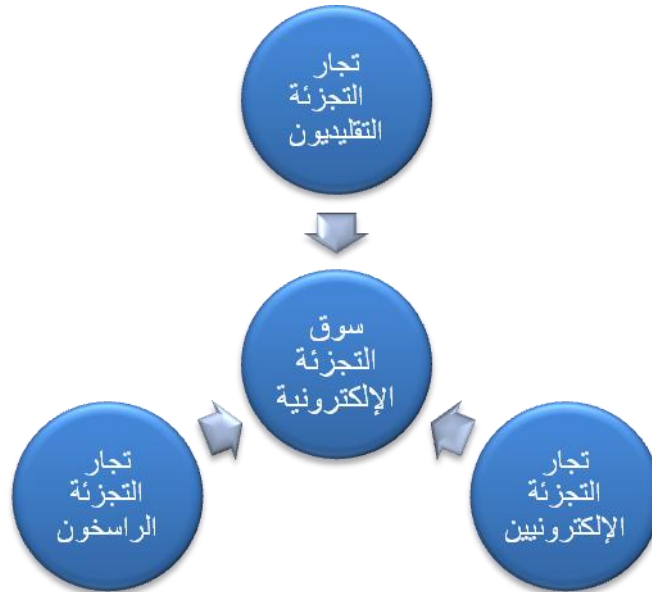 تجار
التجزئة
التقليديون
سوق
التجزئة
الإلكترونية
تجار
التجزئة
الإلكترونيين
تجار
التجزئة
الراسخون